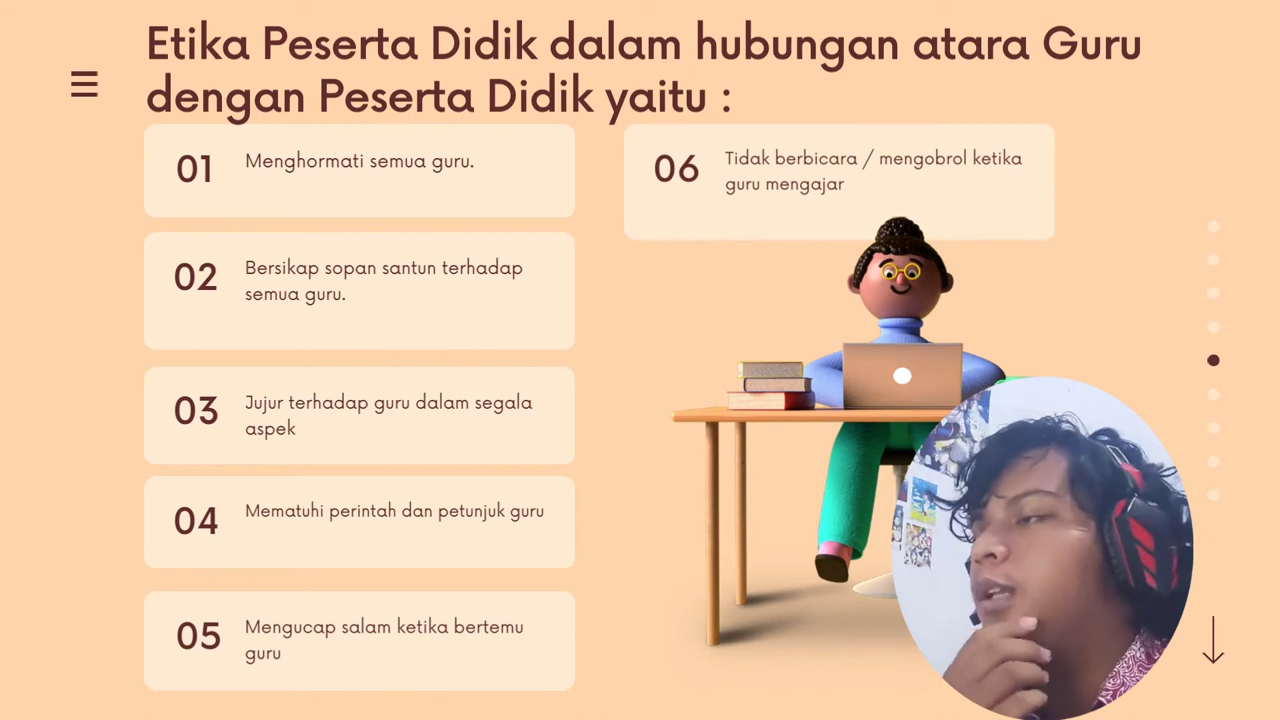 Etika Peserta Didik dalam hubungan atara Guru
dengan Peserta Didik yaitu :
01
Menghormati semua guru.
02
Bersikap sopan santun terhadap
semua guru.
03
Jujur terhadap guru dalam segala
aspek
04
Mematuhi perintah dan petunjuk guru
05
Mengucap salam ketika bertemu
guru
06
Tidak berbicara / mengobrol ketika
guru mengajar